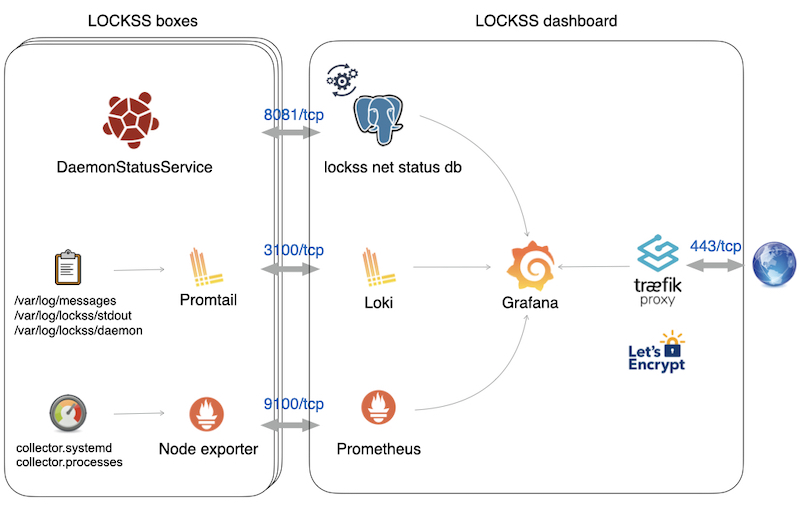 LOCKSS boxes
LOCKSS dashboard
8081/tcp
DaemonStatusService
lockss net status db
3100/tcp
443/tcp
Promtail
Loki
Grafana
træfik
proxy
/var/log/messages
/var/log/lockss/stdout
/var/log/lockss/daemon
Let's
Encrypt
9100/tcp
collector.systemd
collector.processes
Node exporter
Prometheus